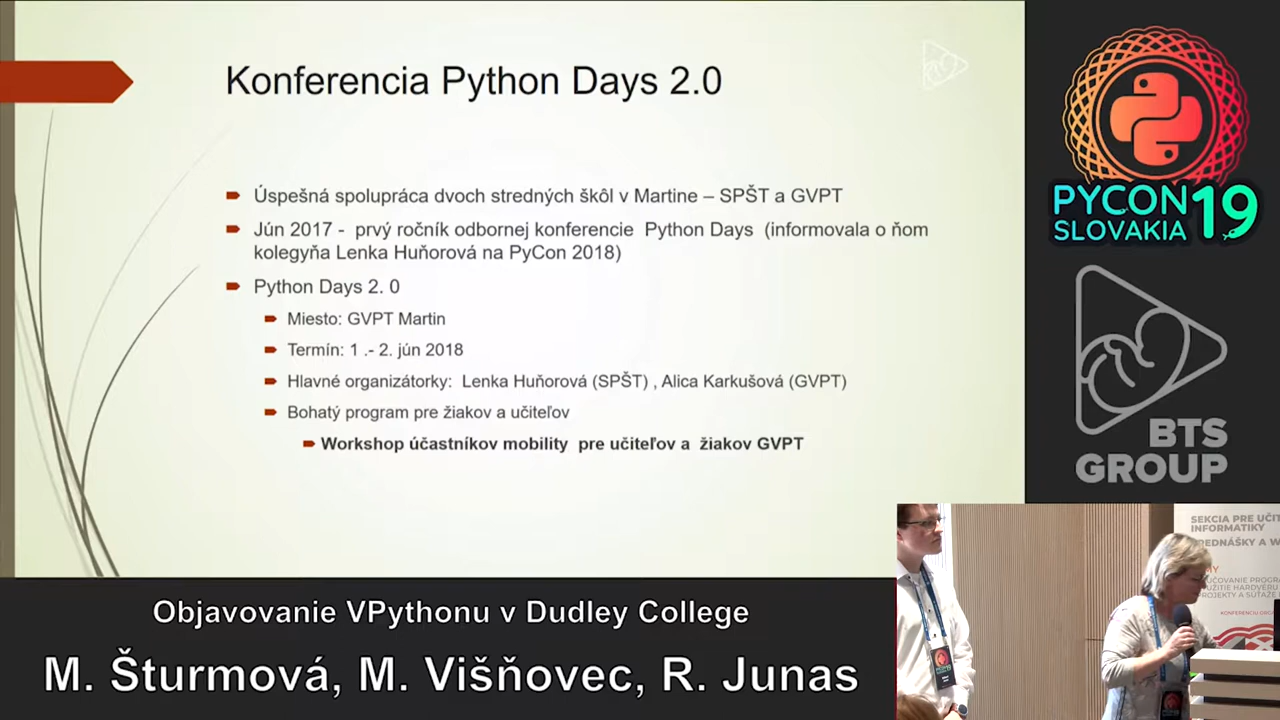 Konferencia Python Days 2.0
Úspešná spolupráca dvoch stredných škôl v Martine – SPŠT a GVPT
Jún 2017 - prvý ročník odbornej konferencie Python Days (informovala o ňom
kolegyňa Lenka Huňorová na PyCon 2018)
Python Days 2. 0
Miesto: GVPT Martin
Termín: 1 .- 2. jún 2018
Hlavné organizátorky: Lenka Huňorová (SPŠT) , Alica Karkušová (GVPT)
Bohatý program pre žiakov a učiteľov
Workshop účastníkov mobility pre učiteľov a žiakov GVPT
PYCON 19
SLOVAKIA
BTS
GROUP
SEKCIA PRE
INFORMATIKY
A
Objavovanie VPythonu v Dudley College
M. Šturmová, M. Višňovec, R. Junas